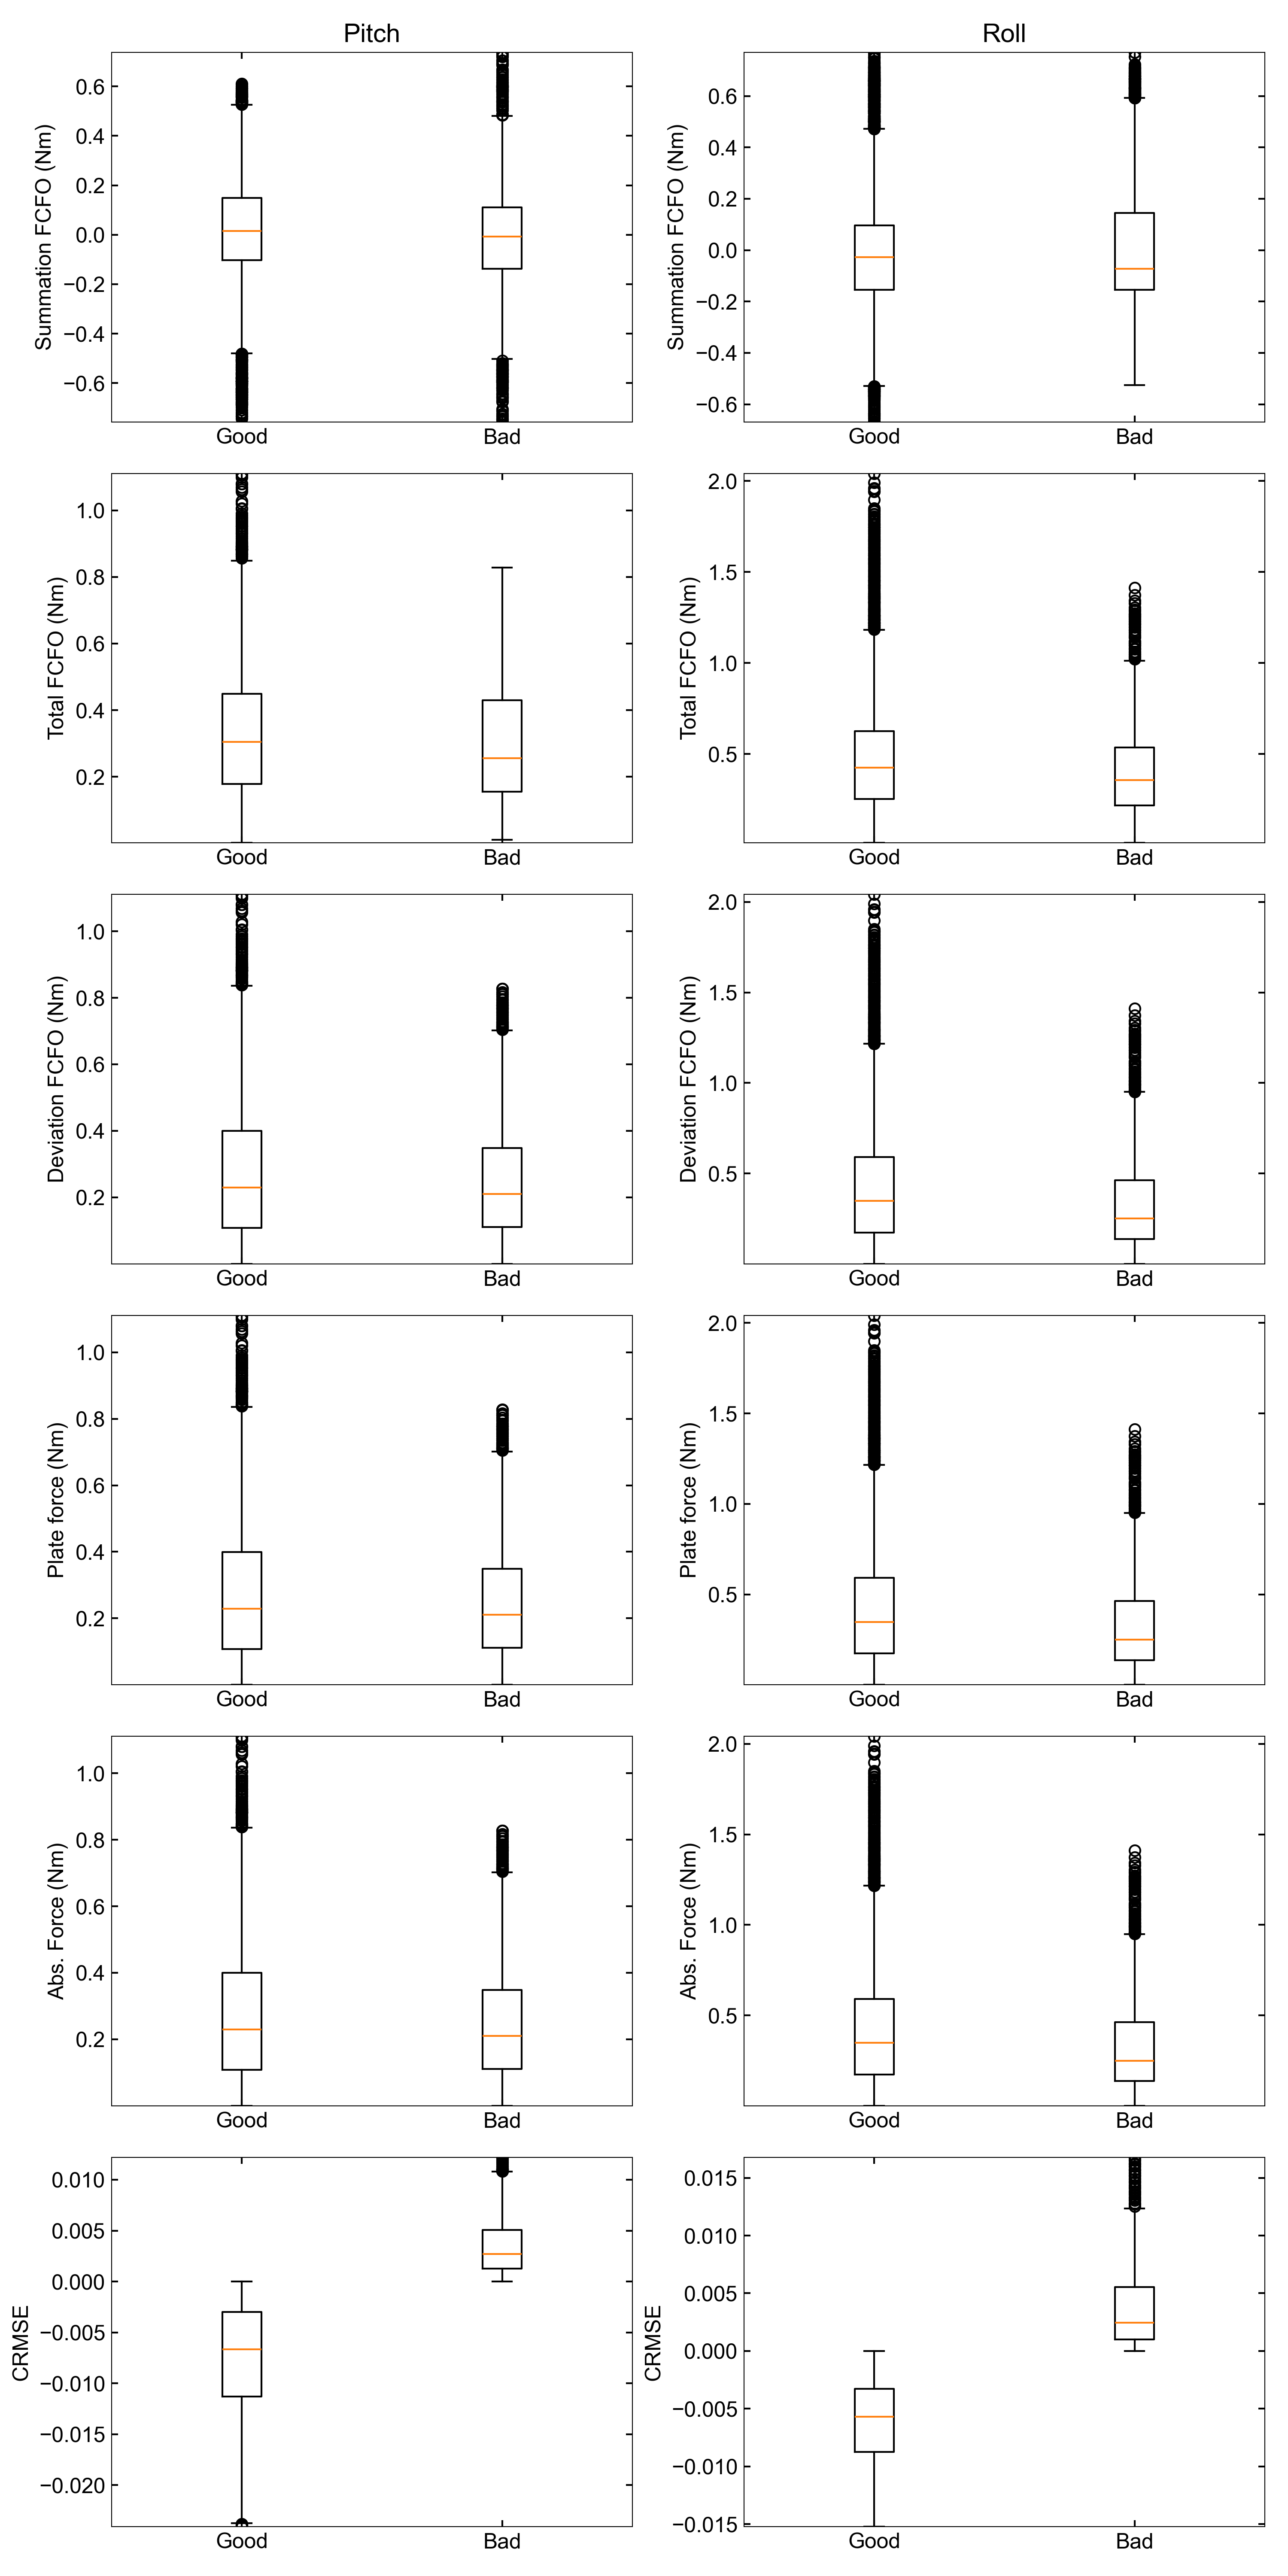 Pitch
Roll
Summation FCFO (Nm)
0.6
0.4
0.2
0.0
−0.2
−0.4
−0.6
Good
Bad
Summation FCFO (Nm)
0.6
0.4
0.2
0.0
−0.2
−0.4
−0.6
Good
Bad
Total FCFO (Nm)
1.0
0.8
0.6
0.4
0.2
Good
Bad
Total FCFO (Nm)
2.0
1.5
1.0
0.5
Good
Bad
Deviation FCFO (Nm)
1.0
0.8
0.6
0.4
0.2
Good
Bad
Deviation FCFO (Nm)
2.0
1.5
1.0
0.5
Good
Bad
Plate force (Nm)
1.0
0.8
0.6
0.4
0.2
Good
Bad
Plate force (Nm)
2.0
1.5
1.0
0.5
Good
Bad
Abs. Force (Nm)
1.0
0.8
0.6
0.4
0.2
Good
Bad
Abs. Force (Nm)
2.0
1.5
1.0
0.5
Good
Bad
CRMSE
0.010
0.005
0.000
−0.005
−0.010
−0.015
−0.020
Good
Bad
CRMSE
0.015
0.010
0.005
0.000
−0.005
−0.010
−0.015
Good
Bad